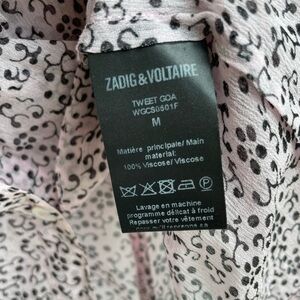 ZADIG & VOLTAIRE
TWEET GOA
WGCS0501F
M
Matière principale/ Main
material:
100% Viscose/ Viscose
Lavage en machine
programme délicat à froid
Repasser votre vêtement